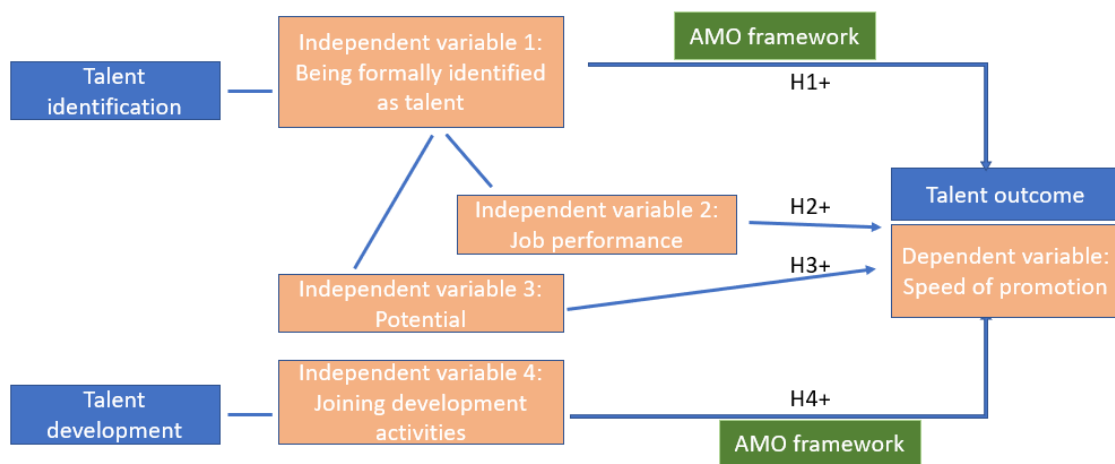 AMO framework
Independent variable 1:
Being formally identified
as talent
H1+
Talent
identification
Talent outcome
Independent variable 2:
Job performance
H2+
Dependent variable:
Speed of promotion
H3+
Independent variable 3:
Potential
Independent variable 4:
Joining development
activities
H4+
Talent
development
AMO framework